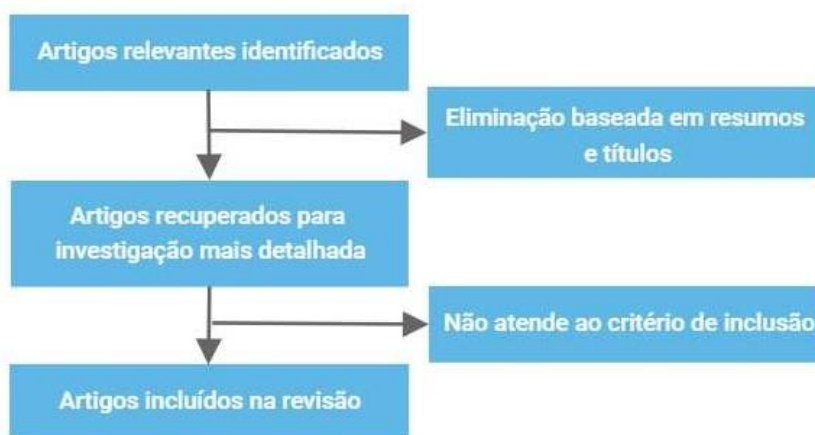 Artigos relevantes identificados
Eliminação baseada em resumos
e títulos
Artigos recuperados para
investigação mais detalhada
Não atende ao critério de inclusão
Artigos incluídos na revisão